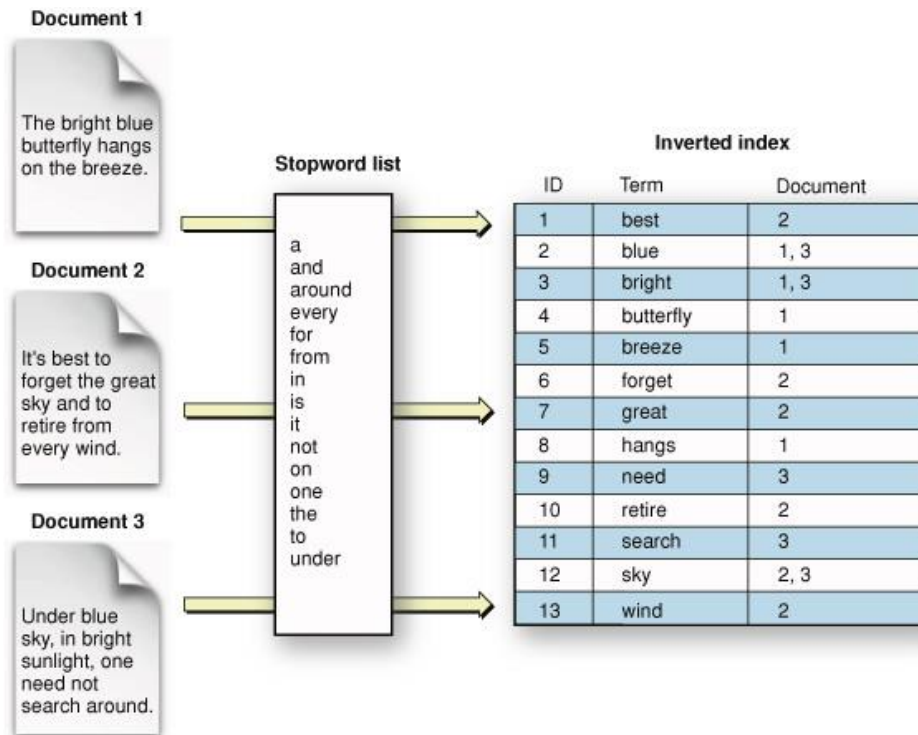 Document 1
The bright blue
butterfly hangs
on the breeze.
Document 2
It's best to
forget the great
sky and to
retire from
every wind.
Document 3
Under blue
sky, in bright
sunlight, one
need not
search around.
Stopword list
a
and
around
every
for
from
in
is
it
not
on
one
the
to
under
Inverted index
ID Term Document
1 best 2
2 blue 1, 3
3 bright 1, 3
4 butterfly 1
5 breeze 1
6 forget 2
7 great 2
8 hangs 1
9 need 3
10 retire 2
11 search 3
12 sky 2, 3
13 wind 2